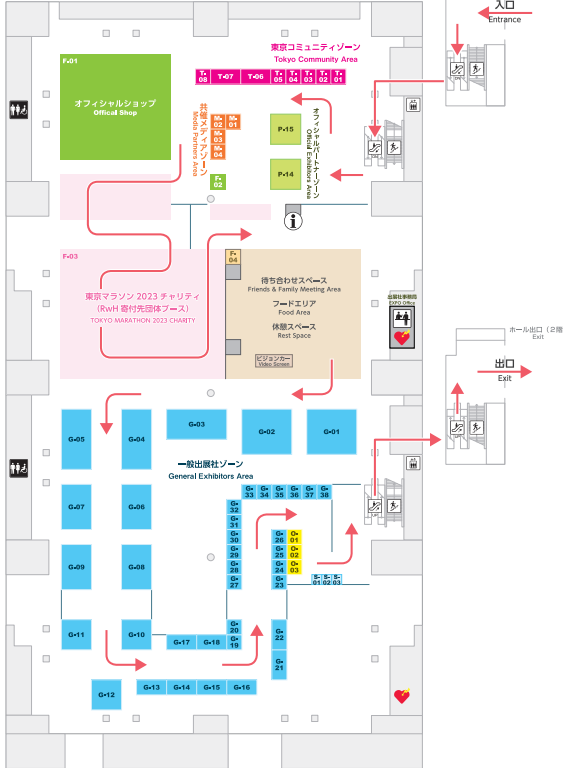 入口
Entrance
東京コミュニティゾーン
Tokyo Community Area
T•08
T•07
T•06
T•05
T•04
T•03
T•02
T•01
F•01
オフィシャルショップ
Offical Shop
共催メディアゾーン
Media Partners Area
M•02
M•01
M•03
M•04
F•02
P•15
P•14
オフィシャルパートナーゾーン
Official Exhibitors Area
i
F•03
東京マラソン 2023 チャリティ
（RwH 寄付先団体ブース）
TOKYO MARATHON 2023 CHARITY
F•04
待ち合わせスペース
Friends & Family Meeting Area
フードエリア
Food Area
休憩スペース
Rest Space
ビジョンカー
Video Screen
出展社事務局
EXPO Office
ホール出口（2階
Exit
出口
Exit
G•05
G•04
G•03
G•02
G•01
一般出展社ゾーン
General Exhibitors Area
G•07
G•06
G•33
G•34
G•35
G•36
G•37
G•38
G•32
G•31
G•30
G•29
G•28
G•27
G•26
G•25
G•24
G•23
O•01
O•02
O•03
S•01
S•02
S•03
G•09
G•08
G•11
G•10
G•17
G•18
G•20
G•19
G•22
G•21
G•12
G•13
G•14
G•15
G•16